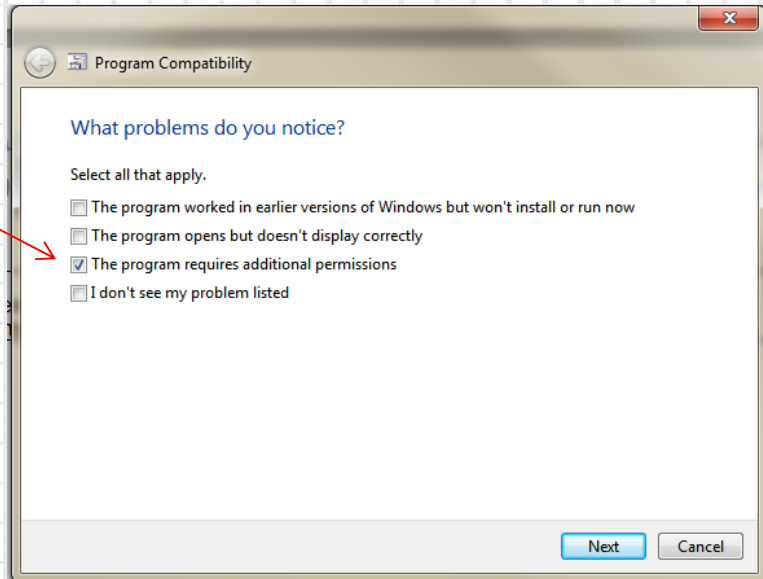 Program Compatibility
What problems do you notice?
Select all that apply.
The program worked in earlier versions of Windows but won't install or run now
The program opens but doesn't display correctly
The program requires additional permissions
I don't see my problem listed
Next Cancel